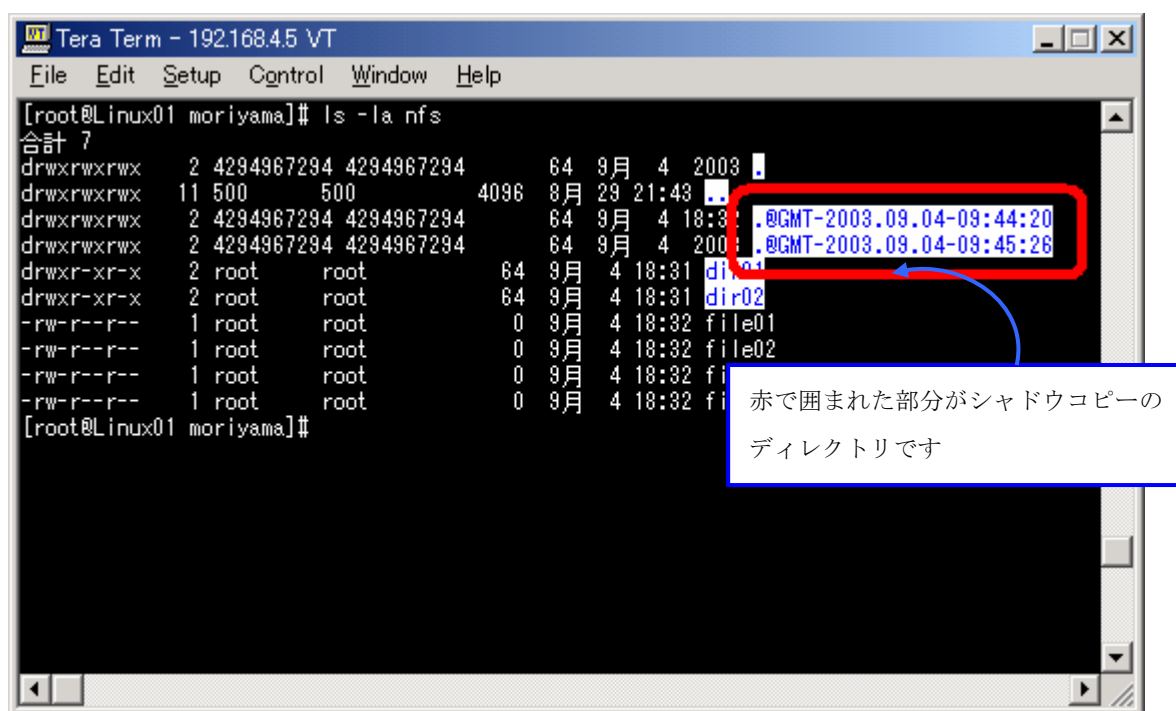 Tera Term - 192.168.4.5 VT
File Edit Setup Control Window Help
[root@Linux01 moriyama]# ls -la nfs
合計 7
drwxrwxrwx 2 4294967294 4294967294 64 9月 4 2003 .
drwxrwxrwx 11 500 500 4096 8月 29 21:43 ..
drwxrwxrwx 2 4294967294 4294967294 64 9月 4 18:32 .@GMT-2003.09.04-09:44:20
drwxrwxrwx 2 4294967294 4294967294 64 9月 4 2003 .@GMT-2003.09.04-09:45:26
drwxr-xr-x 2 root root 64 9月 4 18:31 dir01
drwxr-xr-x 2 root root 64 9月 4 18:31 dir02
-rw-r--r-- 1 root root 0 9月 4 18:32 file01
-rw-r--r-- 1 root root 0 9月 4 18:32 file02
-rw-r--r-- 1 root root 0 9月 4 18:32 fi
-rw-r--r-- 1 root root 0 9月 4 18:32 fi
[root@Linux01 moriyama]#
赤で囲まれた部分がシャドウコピーの
ディレクトリです